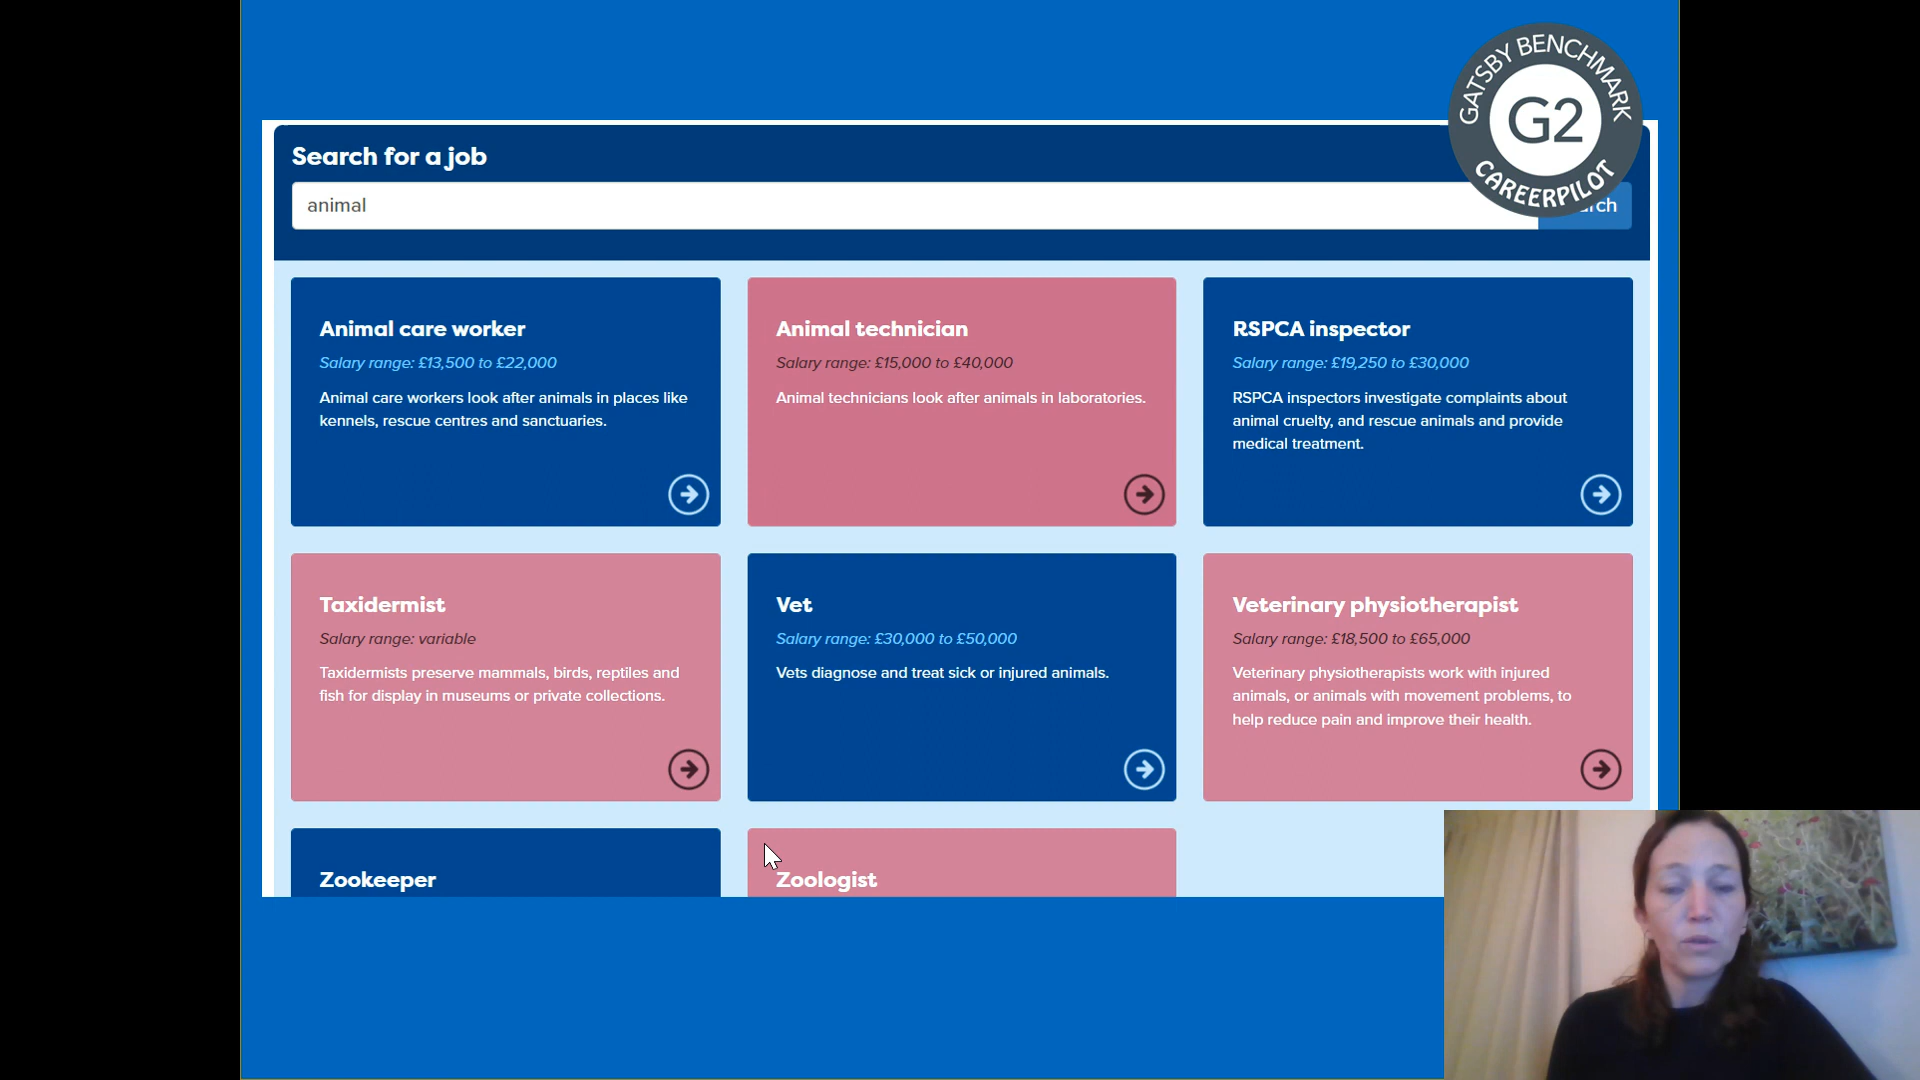 GATSBY BENCHMARK
G2
CAREERPILOT
Search for a job
animal
rch
Animal care worker
Salary range: £13,500 to £22,000
Animal care workers look after animals in places like
kennels, rescue centres and sanctuaries.
Animal technician
Salary range: £15,000 to £40,000
Animal technicians look after animals in laboratories.
RSPCA inspector
Salary range: £19,250 to £30,000
RSPCA inspectors investigate complaints about
animal cruelty, and rescue animals and provide
medical treatment.
Taxidermist
Salary range: variable
Taxidermists preserve mammals, birds, reptiles and
fish for display in museums or private collections.
Vet
Salary range: £30,000 to £50,000
Vets diagnose and treat sick or injured animals.
Veterinary physiotherapist
Salary range: £18,500 to £65,000
Veterinary physiotherapists work with injured
animals, or animals with movement problems, to
help reduce pain and improve their health.
Zookeeper
Zoologist